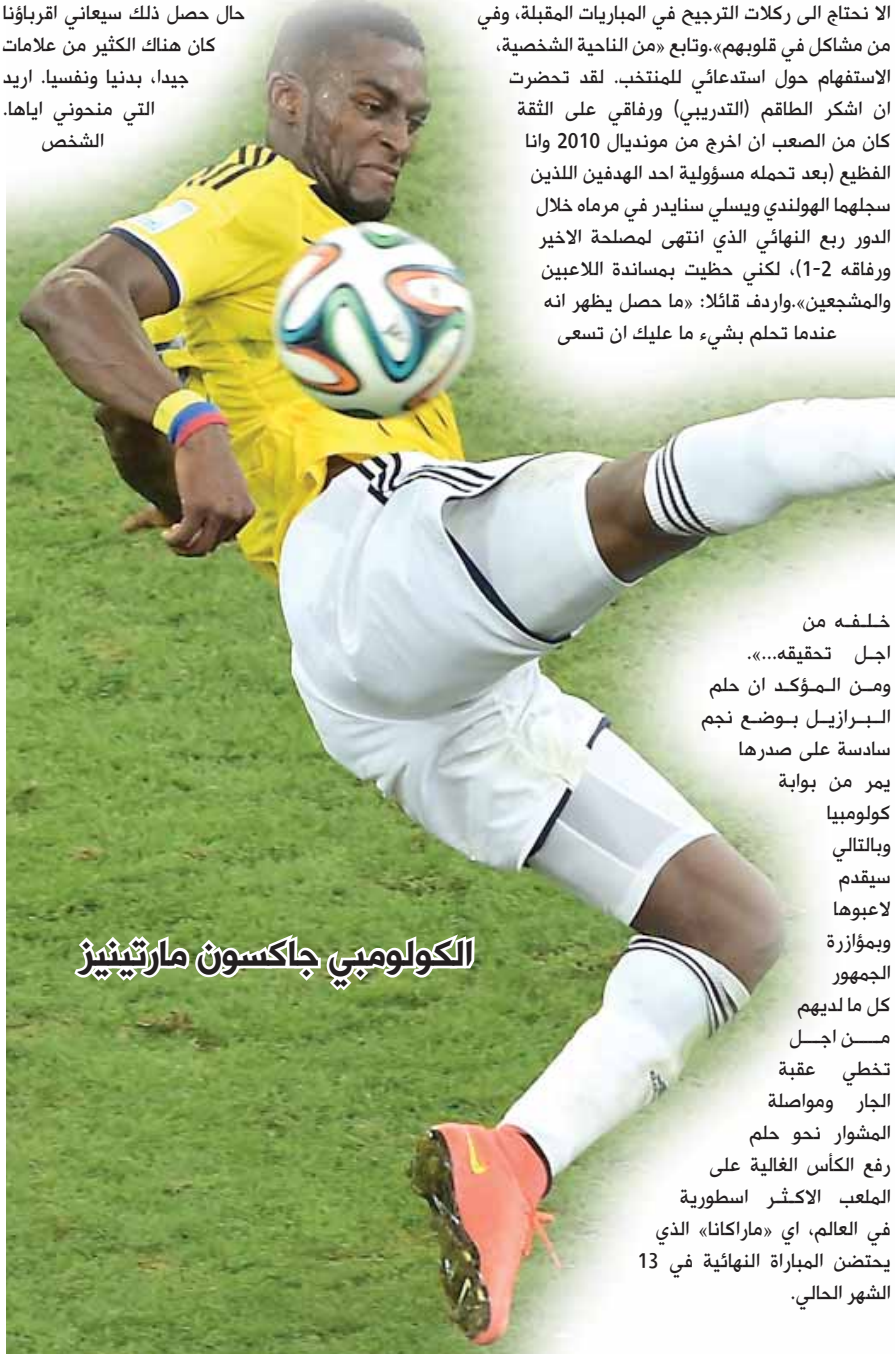 الا نحتاج الى ركلات الترجيح في المباريات المقبلة، وفي
حال حصل ذلك سيعاني اقرباؤنا
من مشاكل في قلوبهم».وتابع «من الناحية الشخصية،
كان هناك الكثير من علامات
الاستفهام حول استدعائي للمنتخب. لقد تحضرت
جيدا، بدنيا ونفسيا. اريد
ان اشكر الطاقم (التدريبي) ورفاقي على الثقة
التي منحوني اياها.
كان من الصعب ان اخرج من مونديال 2010 وانا
الشخص
الفظيع (بعد تحمله مسؤولية احد الهدفين اللذين
سجلهما الهولندي ويسلي سنايدر في مرماه خلال
الدور ربع النهائي الذي انتهى لمصلحة الاخير
ورفاقه 2-1)، لكني حظيت بمساندة اللاعبين
والمشجعين».واردف قائلا: «ما حصل يظهر انه
عندما تحلم بشيء ما عليك ان تسعى
خلفه من
اجل تحقيقه...».
ومن المؤكد ان حلم
البرازيل بوضع نجم
سادسة على صدرها
يمر من بوابة
كولومبيا
وبالتالي
سيقدم
لاعبوها
وبمؤازرة
الجمهور
كل ما لديهم
من اجل
تخطي عقبة
الجار ومواصلة
المشوار نحو حلم
رفع الكأس الغالية على
الملعب الاكثر اسطورية
في العالم، اي «ماراكانا» الذي
يحتضن المباراة النهائية في 13
الشهر الحالي.
الكولومبي جاكسون مارتينيز